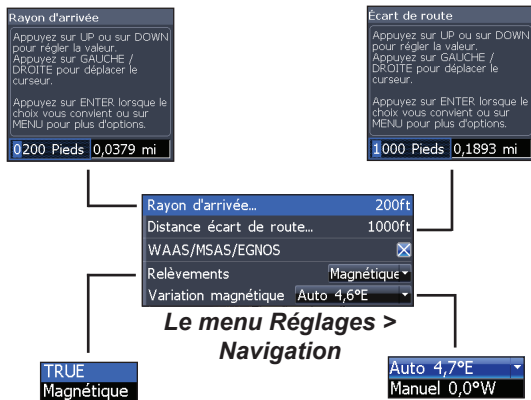 Rayon d'arrivée
Appuyez sur UP ou sur DOWN
pour régler la valeur.
Appuyez sur GAUCHE /
DROITE pour déplacer le
curseur.
Appuyez sur ENTER lorsque le
choix vous convient ou sur
MENU pour plus d'options.
0200 Pieds 0,0379 mi
Écart de route
Appuyez sur UP ou sur DOWN
pour régler la valeur.
Appuyez sur GAUCHE /
DROITE pour déplacer le
curseur.
Appuyez sur ENTER lorsque le
choix vous convient ou sur
MENU pour plus d'options.
1000 Pieds 0,1893 mi
Rayon d'arrivée... 200ft
Distance écart de route... 1000ft
WAAS/MSAS/EGNOS
Relèvements Magnétique
Variation magnétique Auto 4,6°E
Le menu Réglages >
Navigation
TRUE
Magnétique
Auto 4,7°E
Manuel 0,0°W